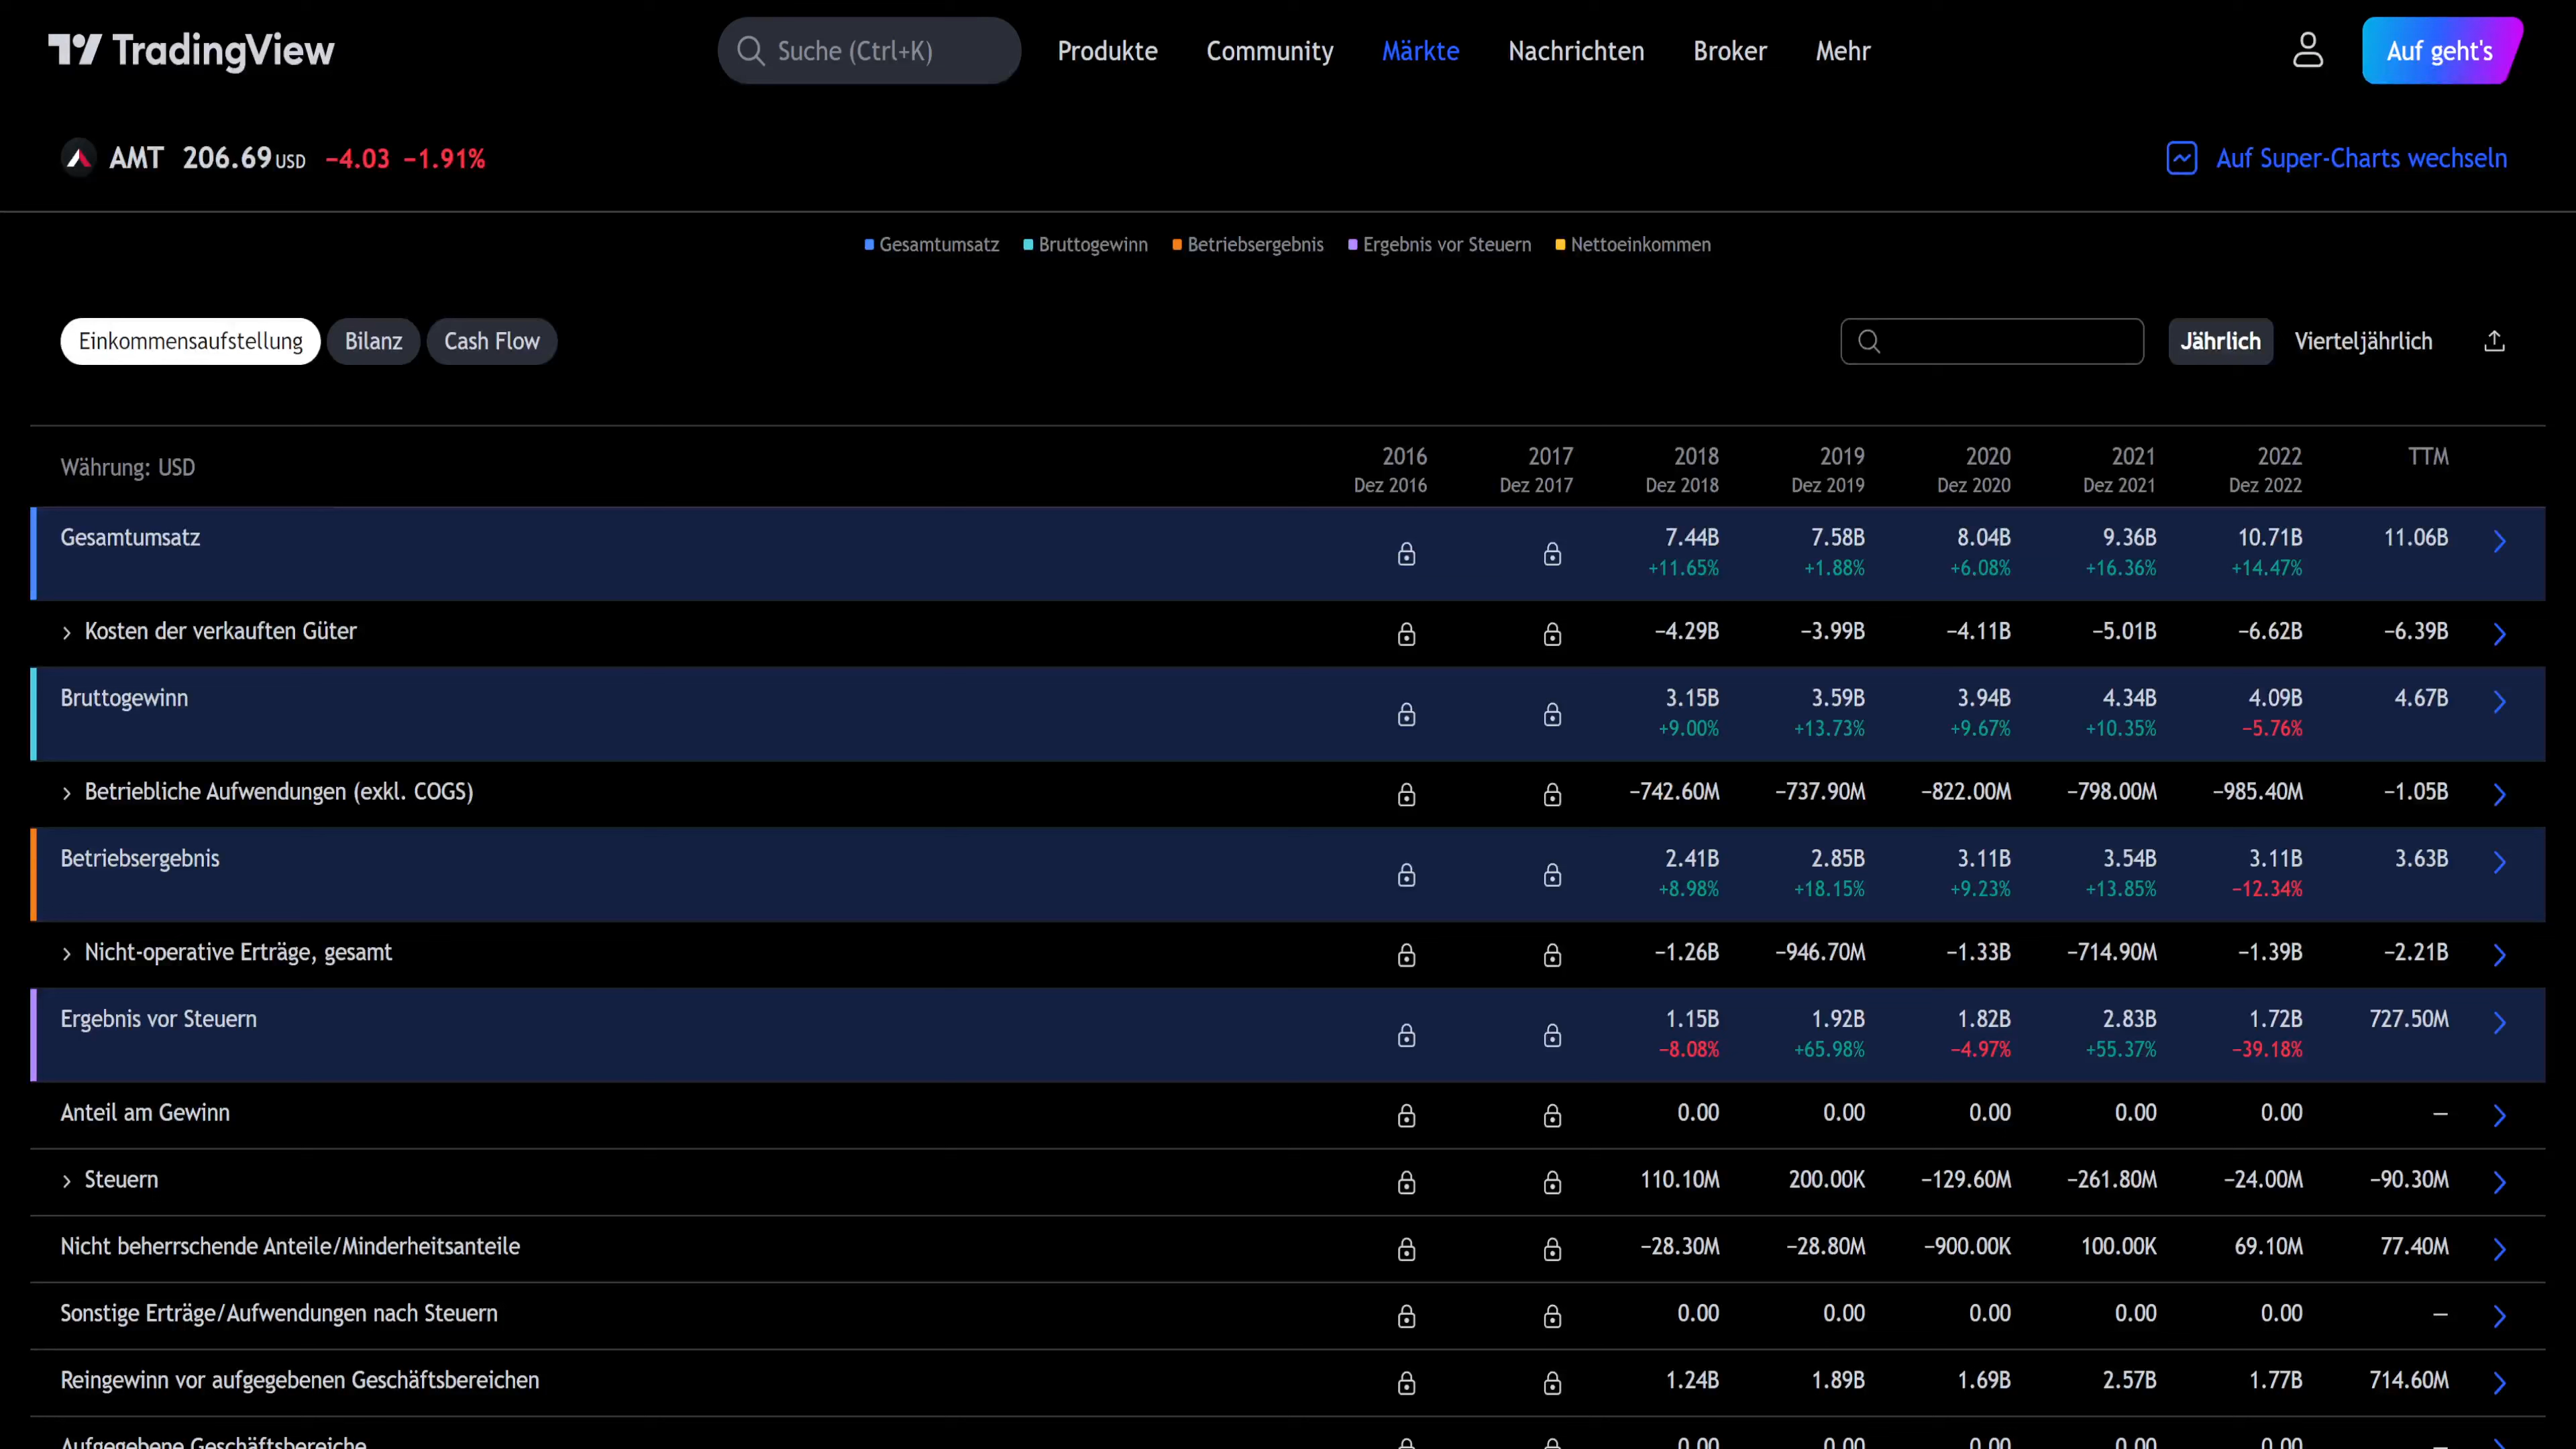 TradingView
Suche (Ctrl+K)
Produkte Community Märkte Nachrichten Broker Mehr
Auf geht's
AMT 206.69 USD −4.03 −1.91%
Auf Super-Charts wechseln
Gesamtumsatz Bruttogewinn Betriebsergebnis Ergebnis vor Steuern Nettoeinkommen
Einkommensaufstellung Bilanz Cash Flow
Jährlich Vierteljährlich
Währung: USD 2016 2017 2018 2019 2020 2021 2022 TTM
Dez 2016 Dez 2017 Dez 2018 Dez 2019 Dez 2020 Dez 2021 Dez 2022
Gesamtumsatz 7.44B 7.58B 8.04B 9.36B 10.71B 11.06B
+11.65% +1.88% +6.08% +16.36% +14.47%
Kosten der verkauften Güter −4.29B −3.99B −4.11B −5.01B −6.62B −6.39B
Bruttogewinn 3.15B 3.59B 3.94B 4.34B 4.09B 4.67B
+9.00% +13.73% +9.67% +10.35% −5.76%
Betriebliche Aufwendungen (exkl. COGS) −742.60M −737.90M −822.00M −798.00M −985.40M −1.05B
Betriebsergebnis 2.41B 2.85B 3.11B 3.54B 3.11B 3.63B
+8.98% +18.15% +9.23% +13.85% −12.34%
Nicht-operative Erträge, gesamt −1.26B −946.70M −1.33B −714.90M −1.39B −2.21B
Ergebnis vor Steuern 1.15B 1.92B 1.82B 2.83B 1.72B 727.50M
−8.08% +65.98% −4.97% +55.37% −39.18%
Anteil am Gewinn 0.00 0.00 0.00 0.00 0.00 —
Steuern 110.10M 200.00K −129.60M −261.80M −24.00M −90.30M
Nicht beherrschende Anteile/Minderheitsanteile −28.30M −28.80M −900.00K 100.00K 69.10M 77.40M
Sonstige Erträge/Aufwendungen nach Steuern 0.00 0.00 0.00 0.00 0.00 —
Reingewinn vor aufgegebenen Geschäftsbereichen 1.24B 1.89B 1.69B 2.57B 1.77B 714.60M
Aufgegebene Geschäftsbereiche 0.00 0.00 0.00 0.00 0.00 —